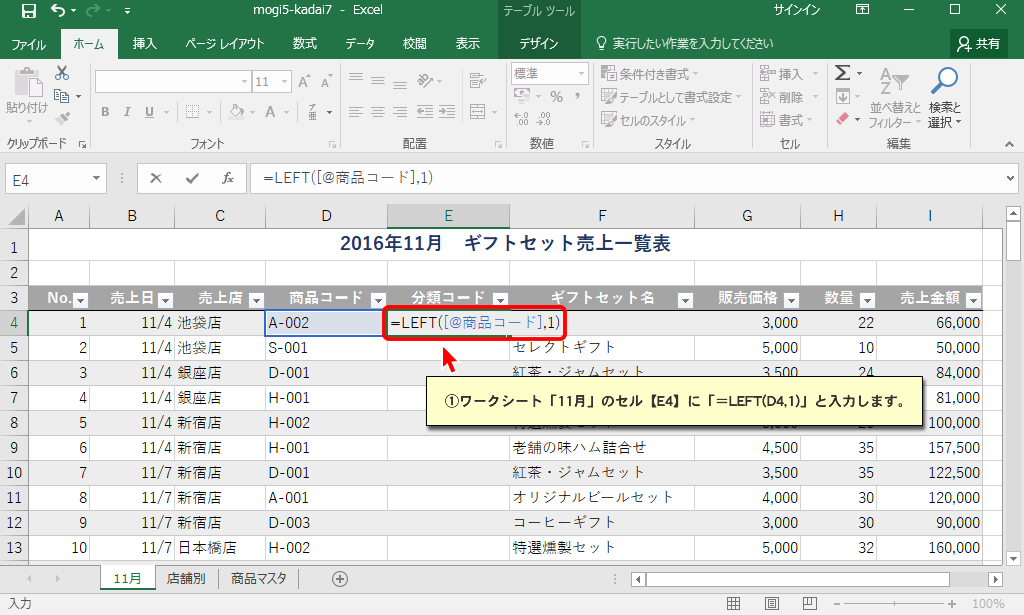 mogi5-kadai7 - Excel
テーブル ツール
サインイン
ファイル ホーム 挿入 ページ レイアウト 数式 データ 校閲 表示 デザイン 実行したい作業を入力してください 共有
貼り付け
11
B I U
標準
% ,
条件付き書式
テーブルとして書式設定
セルのスタイル
挿入
削除
書式
並べ替えと
フィルター
検索と
選択
クリップボード フォント 配置 数値 スタイル セル 編集
E4 fx =LEFT([@商品コード],1)
A B C D E F G H I
1 2016年11月 ギフトセット売上一覧表
2
3 No. 売上日 売上店 商品コード 分類コード ギフトセット名 販売価格 数量 売上金額
4 1 11/4 池袋店 A-002 =LEFT([@商品コード],1) 3,000 22 66,000
5 2 11/4 池袋店 S-001 セレクトギフト 5,000 10 50,000
6 3 11/4 銀座店 D-001 紅茶・ジャムセット 3,500 24 84,000
7 4 11/4 銀座店 H-001 81,000
8 5 11/4 新宿店 H-002 100,000
①ワークシート「11月」のセル【E4】に「=LEFT(D4,1)」と入力します。
9 6 11/4 新宿店 H-001 老舗の味ハム詰合せ 4,500 35 157,500
10 7 11/7 新宿店 D-001 紅茶・ジャムセット 3,500 35 122,500
11 8 11/7 新宿店 A-001 オリジナルビールセット 4,000 30 120,000
12 9 11/7 新宿店 D-003 コーヒーギフト 3,000 30 90,000
13 10 11/7 日本橋店 H-002 特選燻製セット 5,000 32 160,000
11月 店舗別 商品マスタ
入力 100%